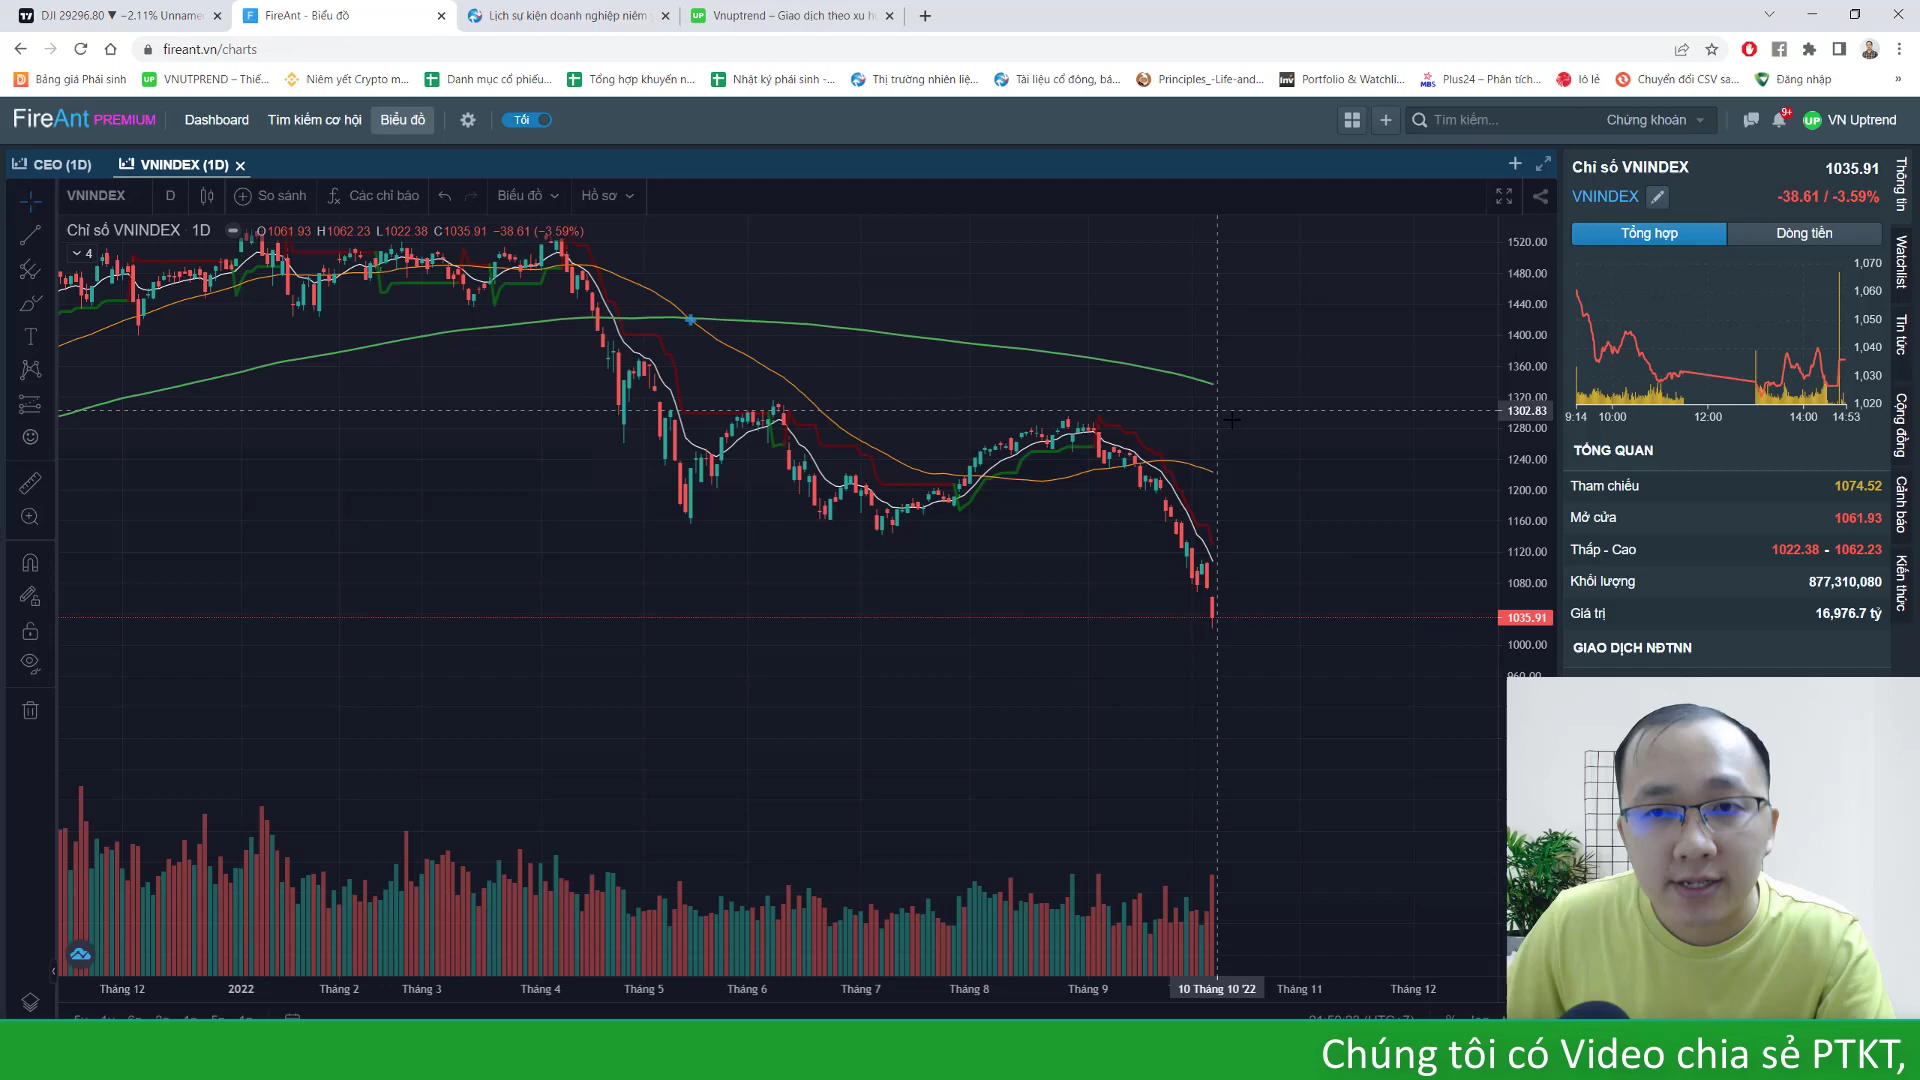 DJI 29296.80 ▼ −2.11% Unname
FireAnt - Biểu đồ
Lịch sự kiện doanh nghiệp niêm
Vnuptrend – Giao dịch theo xu h
fireant.vn/charts
Bảng giá Phái sinh
VNUTPREND – Thiế...
Niêm yết Crypto m...
Danh mục cổ phiếu...
Tổng hợp khuyến n...
Nhật ký phái sinh -...
Thị trường nhiên liệ...
Tài liệu cổ đông, bá...
Principles_-Life-and...
Portfolio & Watchli...
Plus24 – Phân tích...
lô lẻ
Chuyển đổi CSV sa...
Đăng nhập
»
FireAnt PREMIUM
Dashboard
Tìm kiếm cơ hội
Biểu đồ
Tối
Tìm kiếm...
Chứng khoán
9+
VN Uptrend
CEO (1D)
VNINDEX (1D)
VNINDEX
D
So sánh
Các chỉ báo
Biểu đồ
Hồ sơ
Chỉ số VNINDEX · 1D
O1061.93 H1062.23 L1022.38 C1035.91 −38.61 (−3.59%)
4
1520.00
1480.00
1440.00
1400.00
1360.00
1320.00
1302.83
1280.00
1240.00
1200.00
1160.00
1120.00
1080.00
1035.91
1000.00
960.00
Tháng 12
2022
Tháng 2
Tháng 3
Tháng 4
Tháng 5
Tháng 6
Tháng 7
Tháng 8
Tháng 9
10 Tháng 10 '22
Tháng 11
Tháng 12
Chỉ số VNINDEX
1035.91
VNINDEX
-38.61 / -3.59%
Tổng hợp
Dòng tiền
1,070
1,060
1,050
1,040
1,030
1,020
9:14
10:00
12:00
14:00
14:53
TỔNG QUAN
Tham chiếu
1074.52
Mở cửa
1061.93
Thấp - Cao
1022.38 - 1062.23
Khối lượng
877,310,080
Giá trị
16,976.7 tỷ
GIAO DỊCH NĐTNN
Thông tin
Watchlist
Tin tức
Cộng đồng
Cảnh báo
Kiến thức
Chúng tôi có Video chia sẻ PTKT,